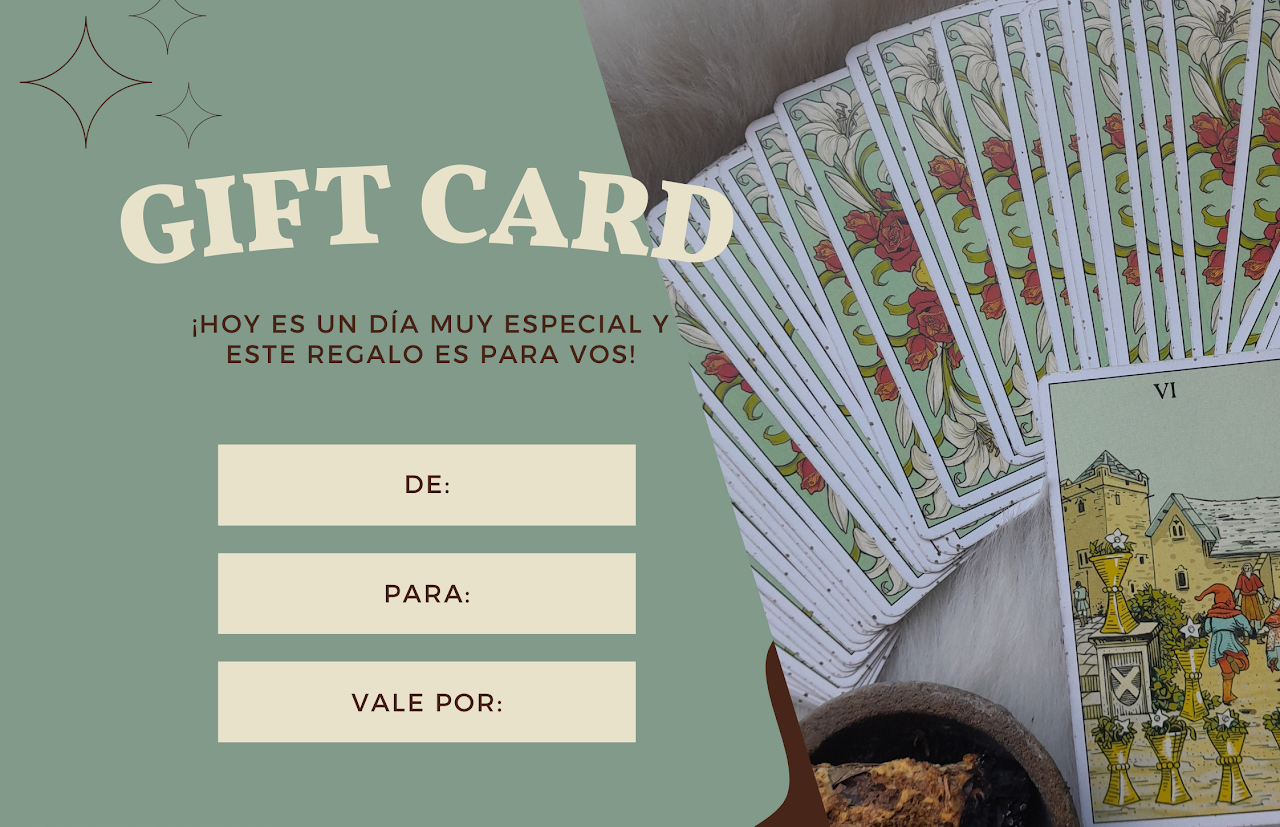 GIFT CARD
¡HOY ES UN DÍA MUY ESPECIAL Y
ESTE REGALO ES PARA VOS!
DE:
PARA:
VALE POR:
VI